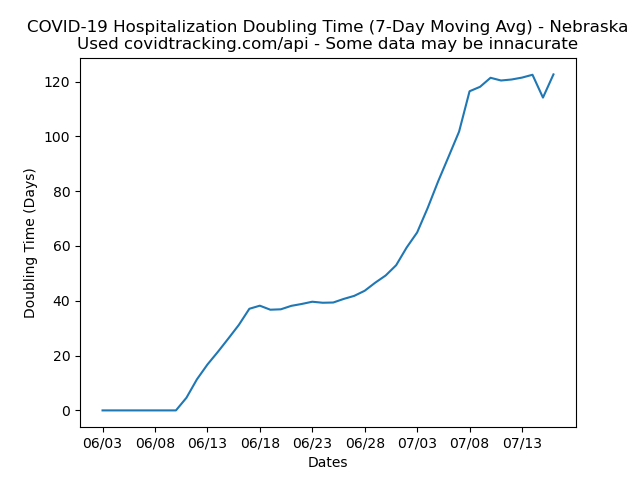 COVID-19 Hospitalization Doubling Time (7-Day Moving Avg) - Nebraska
Used covidtracking.com/api - Some data may be innacurate
120
100
80
60
40
20
0
Doubling Time (Days)
06/03 06/08 06/13 06/18 06/23 06/28 07/03 07/08 07/13
Dates